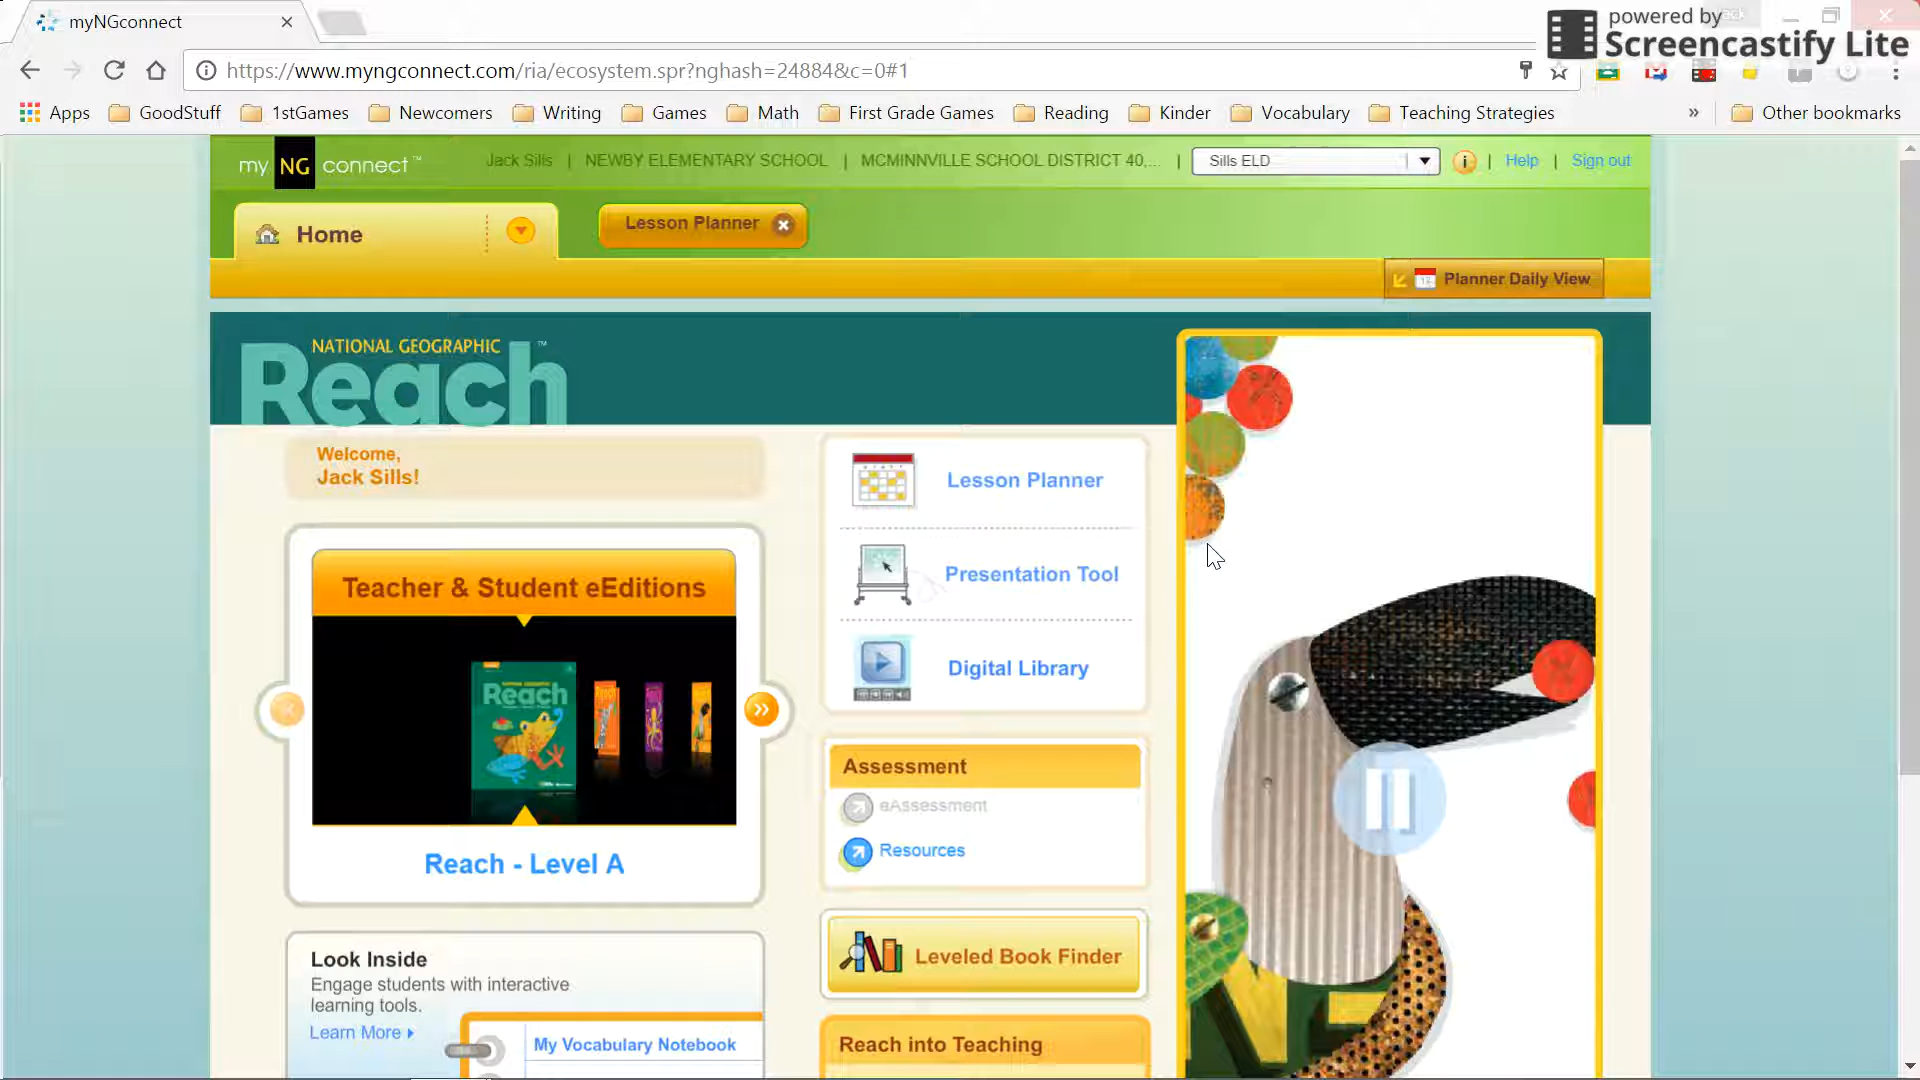 myNGconnect
powered by
Screencastify Lite
https://www.myngconnect.com/ria/ecosystem.spr?nghash=24884&c=0#1
Apps GoodStuff 1stGames Newcomers Writing Games Math First Grade Games Reading Kinder Vocabulary Teaching Strategies » Other bookmarks
my NG connect™ Jack Sills | NEWBY ELEMENTARY SCHOOL | MCMINNVILLE SCHOOL DISTRICT 40,... | Sills ELD | Help | Sign out
Home Lesson Planner
Planner Daily View
NATIONAL GEOGRAPHIC
Reach™
Welcome,
Jack Sills!
Teacher & Student eEditions
Reach
Reach - Level A
Look Inside
Engage students with interactive
learning tools.
Learn More
My Vocabulary Notebook
Lesson Planner
Presentation Tool
Digital Library
Assessment
eAssessment
Resources
Leveled Book Finder
Reach into Teaching